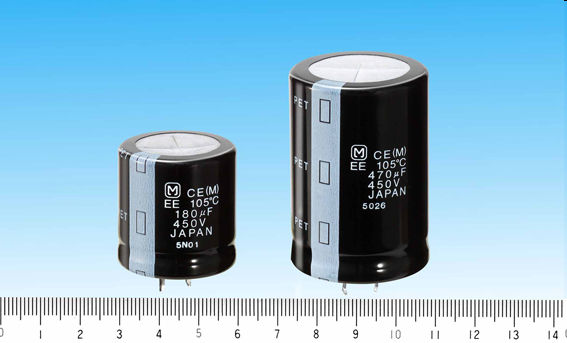 PET
M CE(M)
EE 105°C
180μF
450V
JAPAN
5N01
PET
PET
PET
M CE(M)
EE 105°C
470μF
450V
JAPAN
5026
0 1 2 3 4 5 6 7 8 9 10 11 12 13 14